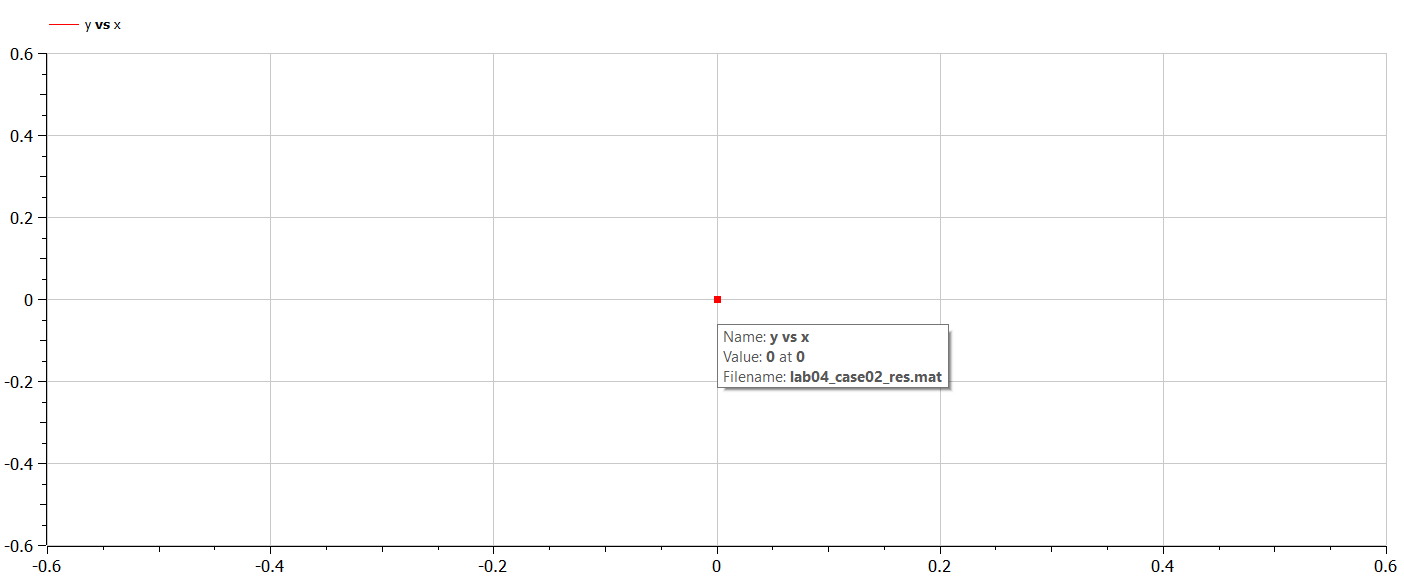 y vs x
0.6
0.4
0.2
0
-0.2
-0.4
-0.6
Name: y vs x
Value: 0 at 0
Filename: lab04_case02_res.mat
-0.6 -0.4 -0.2 0 0.2 0.4 0.6